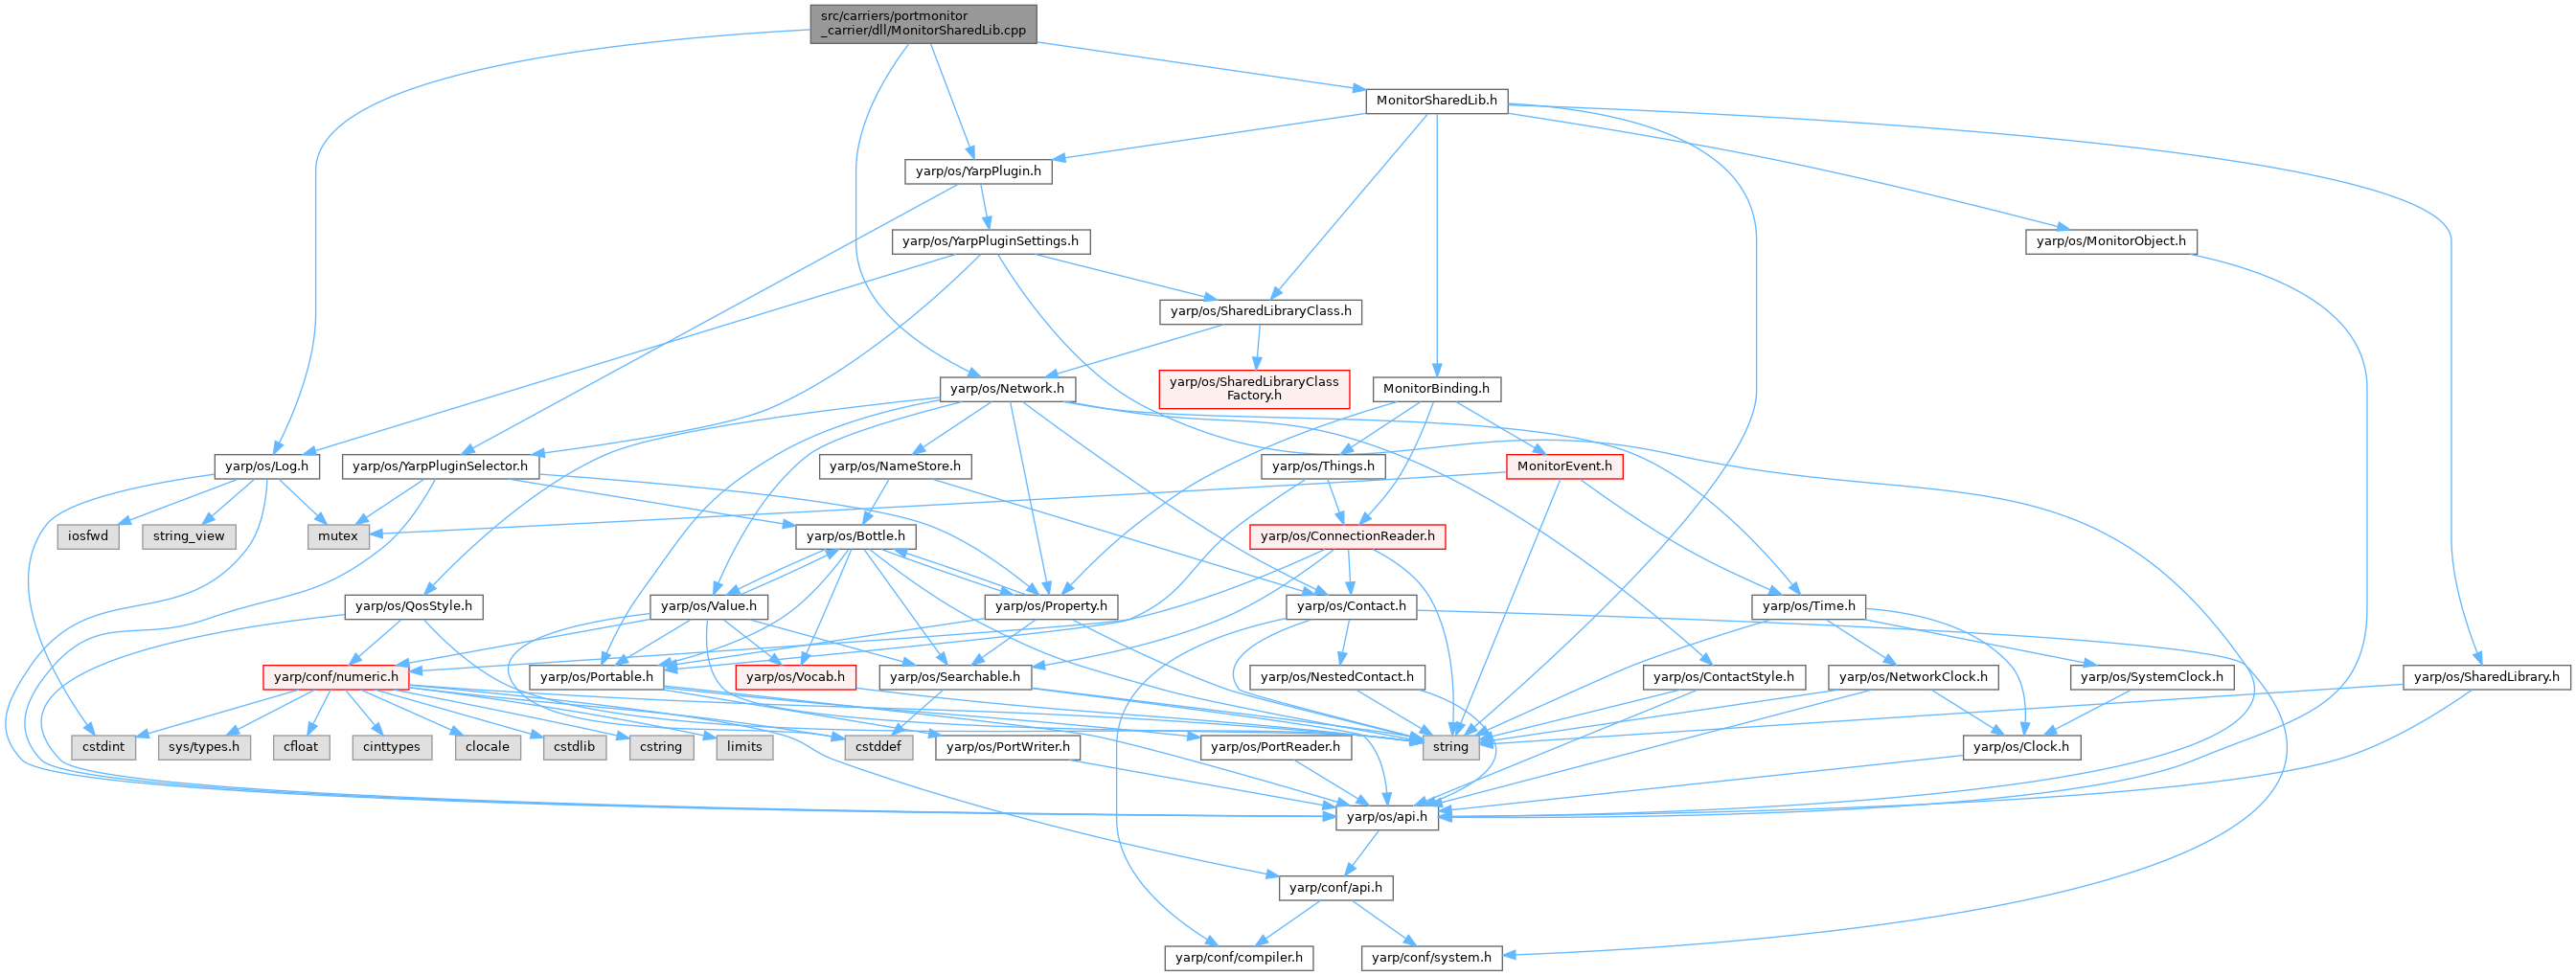 src/carriers/portmonitor
_carrier/dll/MonitorSharedLib.cpp
MonitorSharedLib.h
yarp/os/YarpPlugin.h
yarp/os/YarpPluginSettings.h
yarp/os/MonitorObject.h
yarp/os/SharedLibraryClass.h
yarp/os/Network.h
yarp/os/SharedLibraryClass
Factory.h
MonitorBinding.h
yarp/os/Log.h
yarp/os/YarpPluginSelector.h
yarp/os/NameStore.h
yarp/os/Things.h
MonitorEvent.h
iosfwd
string_view
mutex
yarp/os/Bottle.h
yarp/os/ConnectionReader.h
yarp/os/QosStyle.h
yarp/os/Value.h
yarp/os/Property.h
yarp/os/Contact.h
yarp/os/Time.h
yarp/conf/numeric.h
yarp/os/Portable.h
yarp/os/Vocab.h
yarp/os/Searchable.h
yarp/os/NestedContact.h
yarp/os/ContactStyle.h
yarp/os/NetworkClock.h
yarp/os/SystemClock.h
yarp/os/SharedLibrary.h
cstdint
sys/types.h
cfloat
cinttypes
clocale
cstdlib
cstring
limits
cstddef
yarp/os/PortWriter.h
yarp/os/PortReader.h
string
yarp/os/Clock.h
yarp/os/api.h
yarp/conf/api.h
yarp/conf/compiler.h
yarp/conf/system.h